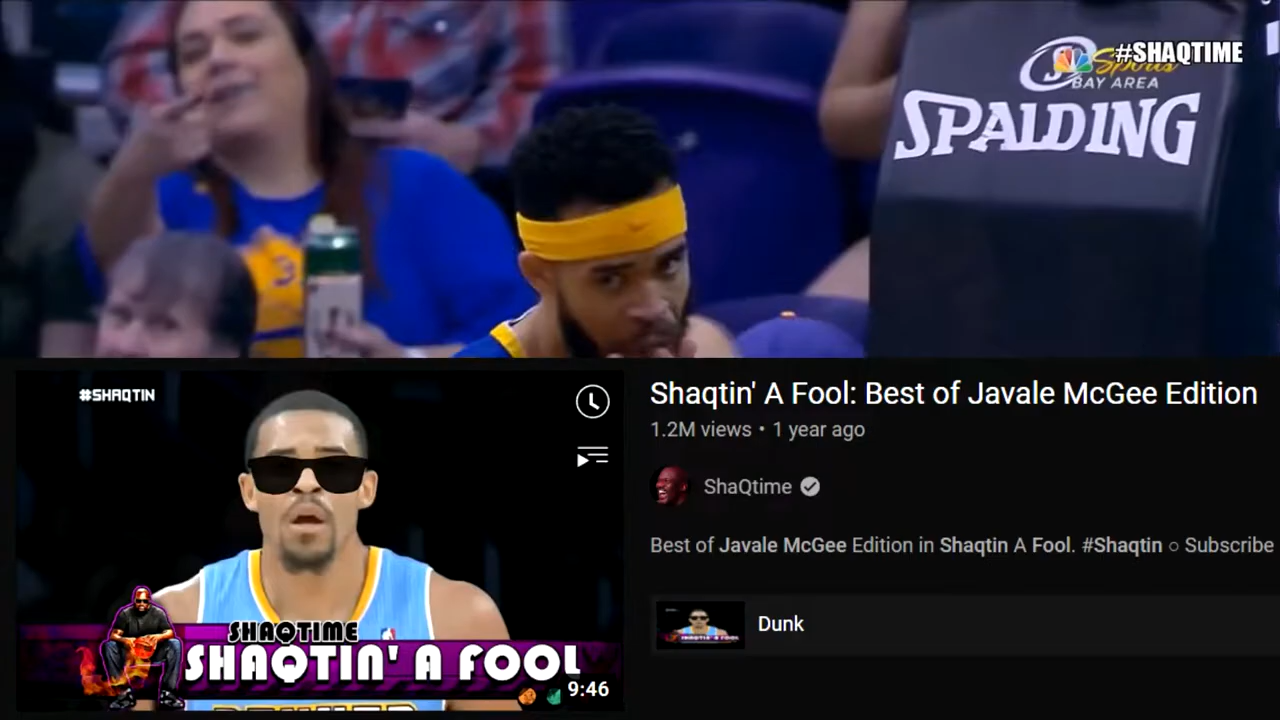 #SHAQTIME
Sports
BAY AREA
SPALDING
#SHAQTIN
SHAQTIME
SHAQTIN' A FOOL
9:46
Shaqtin' A Fool: Best of Javale McGee Edition
1.2M views • 1 year ago
ShaQtime
Best of Javale McGee Edition in Shaqtin A Fool. #Shaqtin ○ Subscribe
Dunk